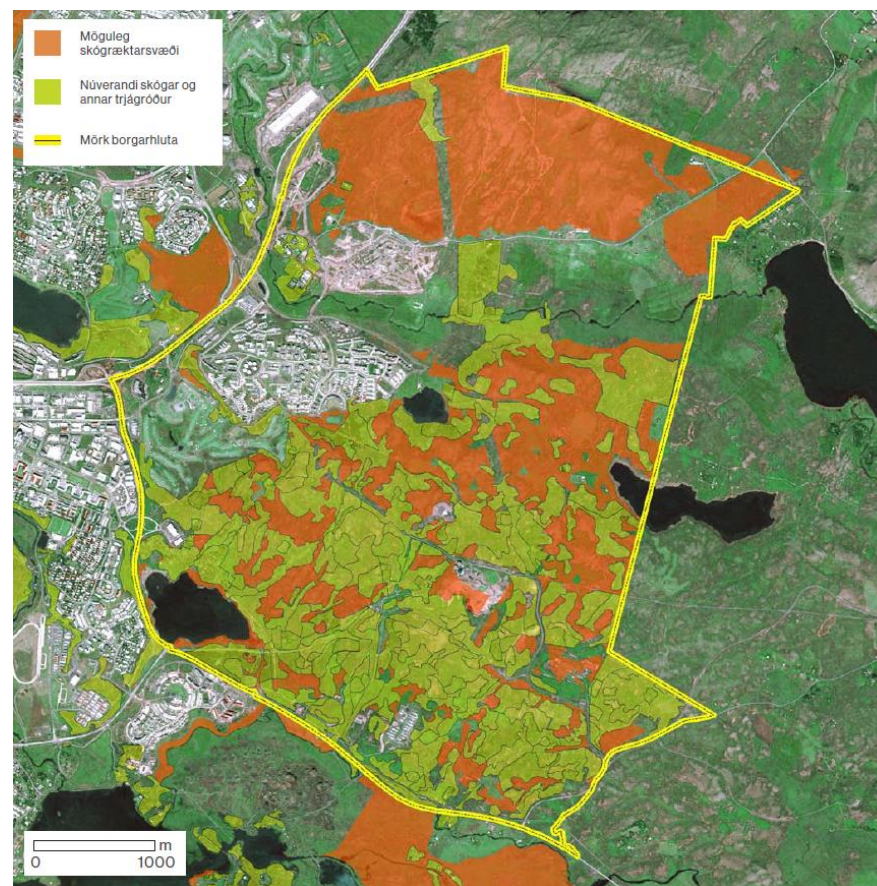 Möguleg
skógræktarsvæði
Núverandi skógar og
annar trjágróður
Mörk borgarhluta
m
0 1000